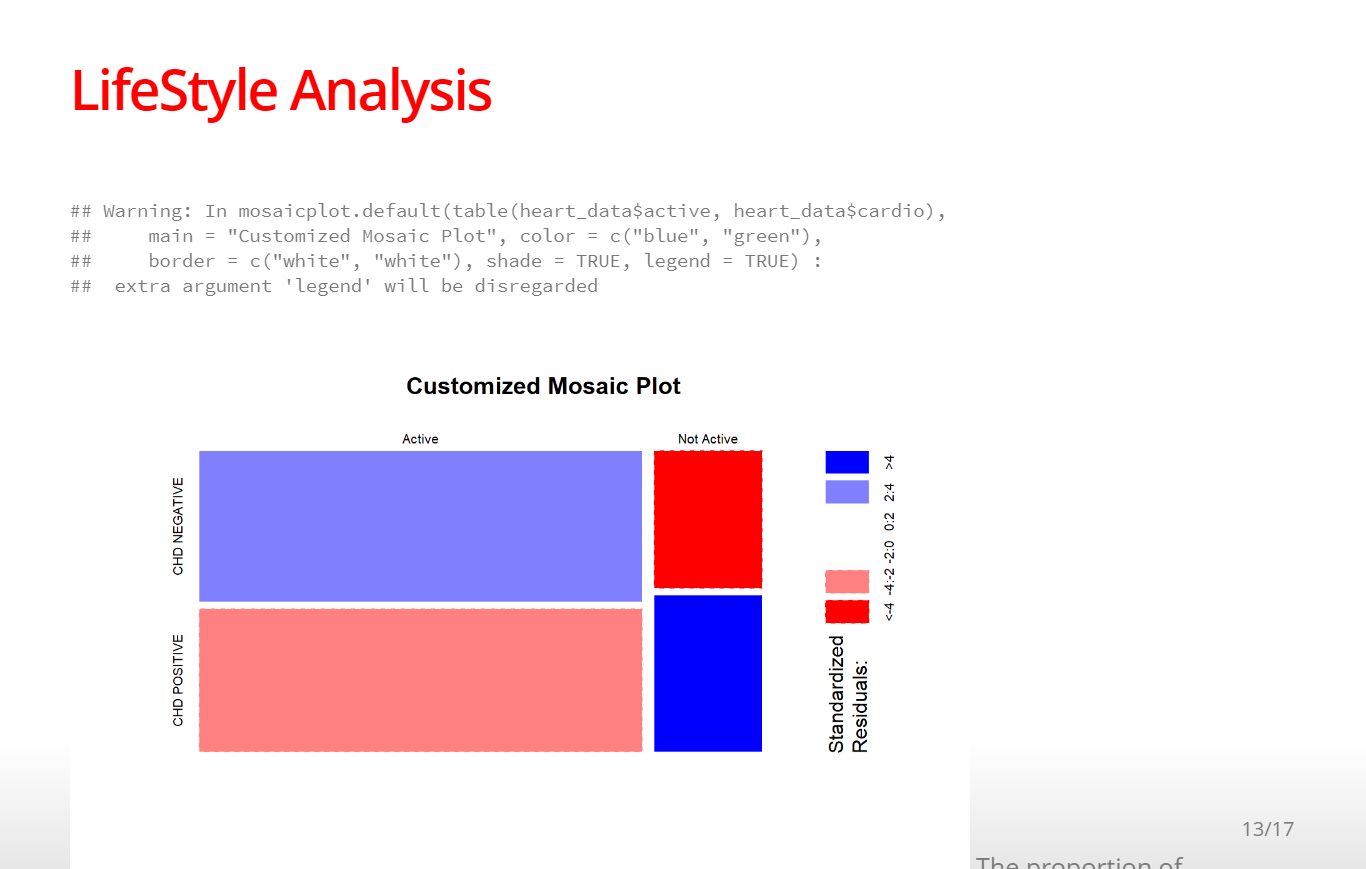 LifeStyle Analysis
## Warning: In mosaicplot.default(table(heart_data$active, heart_data$cardio),
##     main = "Customized Mosaic Plot", color = c("blue", "green"),
##     border = c("white", "white"), shade = TRUE, legend = TRUE) :
##  extra argument 'legend' will be disregarded
Customized Mosaic Plot
Active
Not Active
CHD NEGATIVE
CHD POSITIVE
>4
2:4
0:2
-2:0
-4:-2
<-4
Standardized
Residuals:
13/17
The proportion of